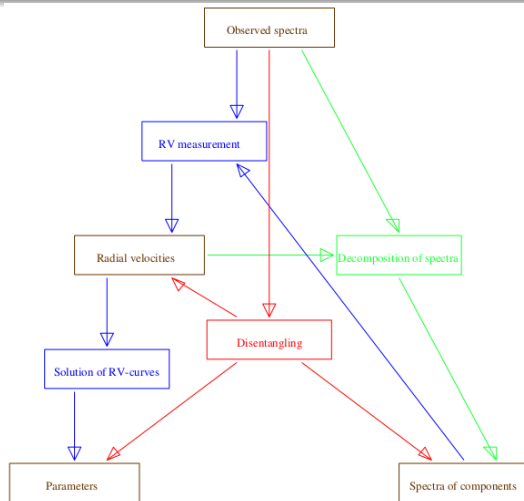 Observed spectra
RV measurement
Radial velocities
Decomposition of spectra
Disentangling
Solution of RV-curves
Parameters
Spectra of components